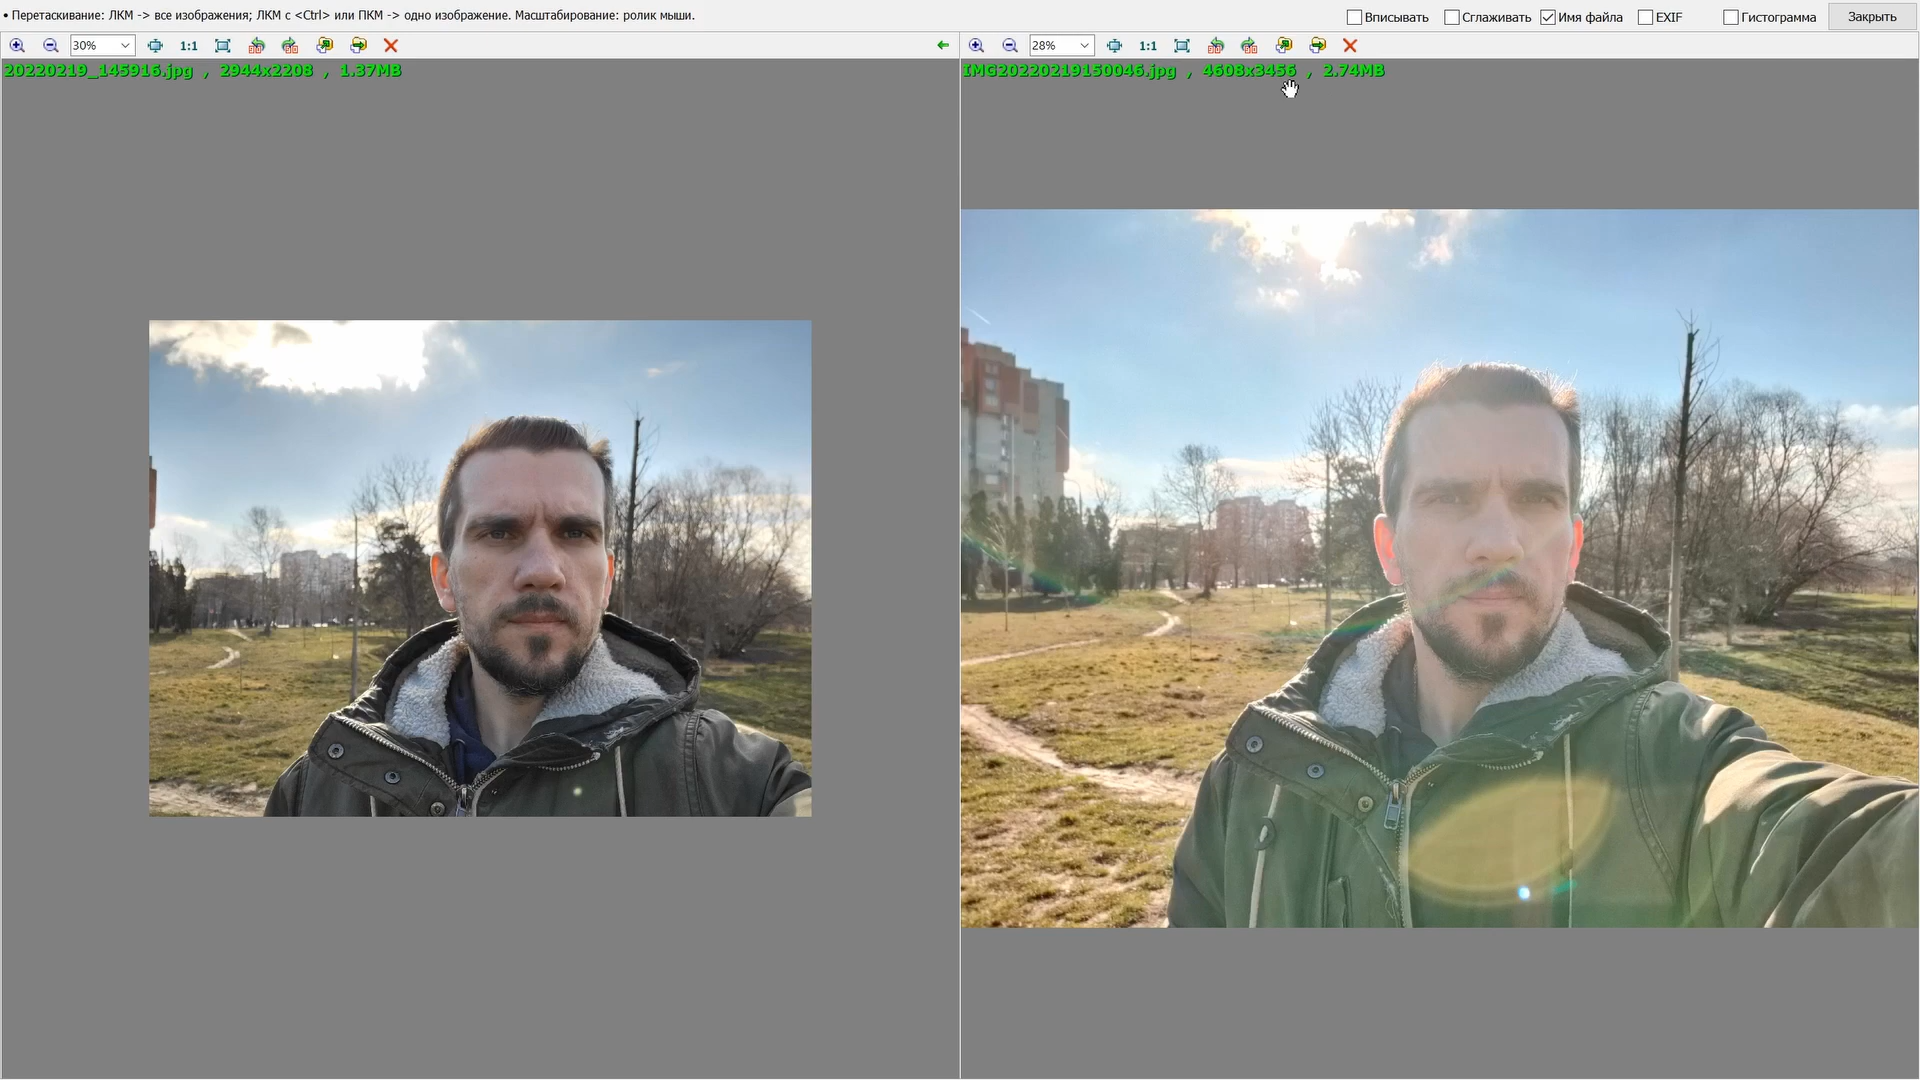 • Перетаскивание: ЛКМ -> все изображения; ЛКМ с <Ctrl> или ПКМ -> одно изображение. Масштабирование: ролик мыши.
Вписывать Сглаживать Имя файла EXIF Гистограмма Закрыть
30% 1:1 28% 1:1
20220219_145916.jpg , 2944x2208 , 1.37MB
IMG20220219150046.jpg , 4608x3456 , 2.74MB